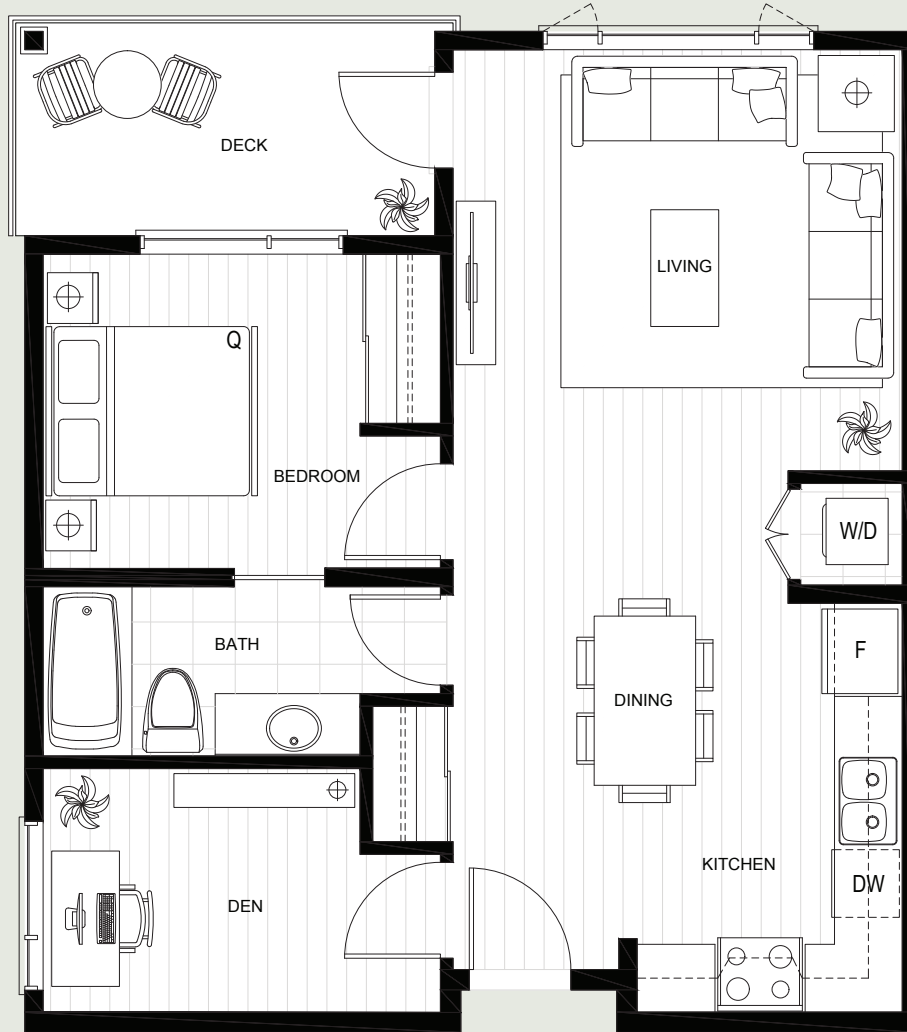 DECK
LIVING
Q
BEDROOM
W/D
BATH
F
DINING
KITCHEN
DW
DEN